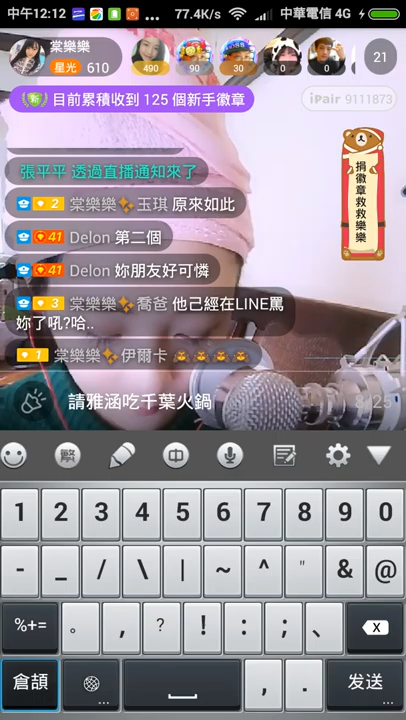 中午12:12 ... 77.4K/s 中華電信 4G
棠樂樂
星光 610
490 90 30 0 0 21
新 目前累積收到 125 個新手徽章
iPair 9111873
捐徽章救救樂樂
張平平 透過直播通知來了
2 棠樂樂✨玉琪 原來如此
41 Delon 第二個
41 Delon 妳朋友好可憐
3 棠樂樂✨喬爸 他己經在LINE罵
妳了吼?哈..
1 棠樂樂✨伊爾卡
請雅涵吃千葉火鍋 8/25
繁 中
1 2 3 4 5 6 7 8 9 0
- _ / \ | ~ ^ " & @
%+= 。 , ? ! : ; 、 X
倉頡 ... , . 发送 ...